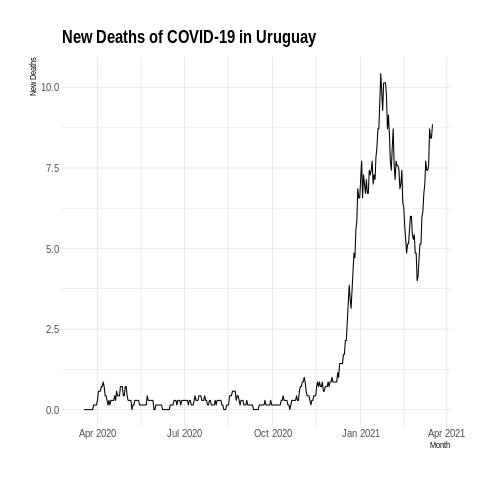 New Deaths of COVID-19 in Uruguay
New Deaths
10.0
7.5
5.0
2.5
0.0
Apr 2020 Jul 2020 Oct 2020 Jan 2021 Apr 2021
Month